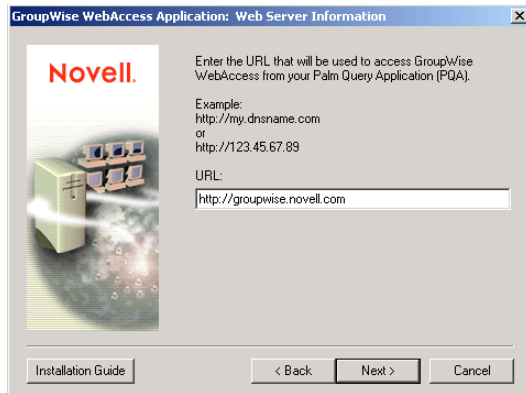 GroupWise WebAccess Application: Web Server Information
Novell.
Enter the URL that will be used to access GroupWise
WebAccess from your Palm Query Application (PQA).
Example:
http://my.dnsname.com
or
http://123.45.67.89
URL:
http://groupwise.novell.com
Installation Guide
< Back
Next >
Cancel